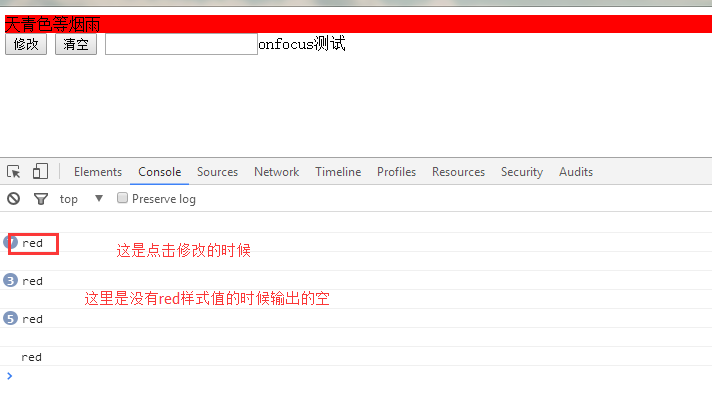 天青色等烟雨
修改 清空 onfocus测试
Elements Console Sources Network Timeline Profiles Resources Security Audits
top ▼ Preserve log
red 这是点击修改的时候
3 red
这里是没有red样式值的时候输出的空
5 red
red
>